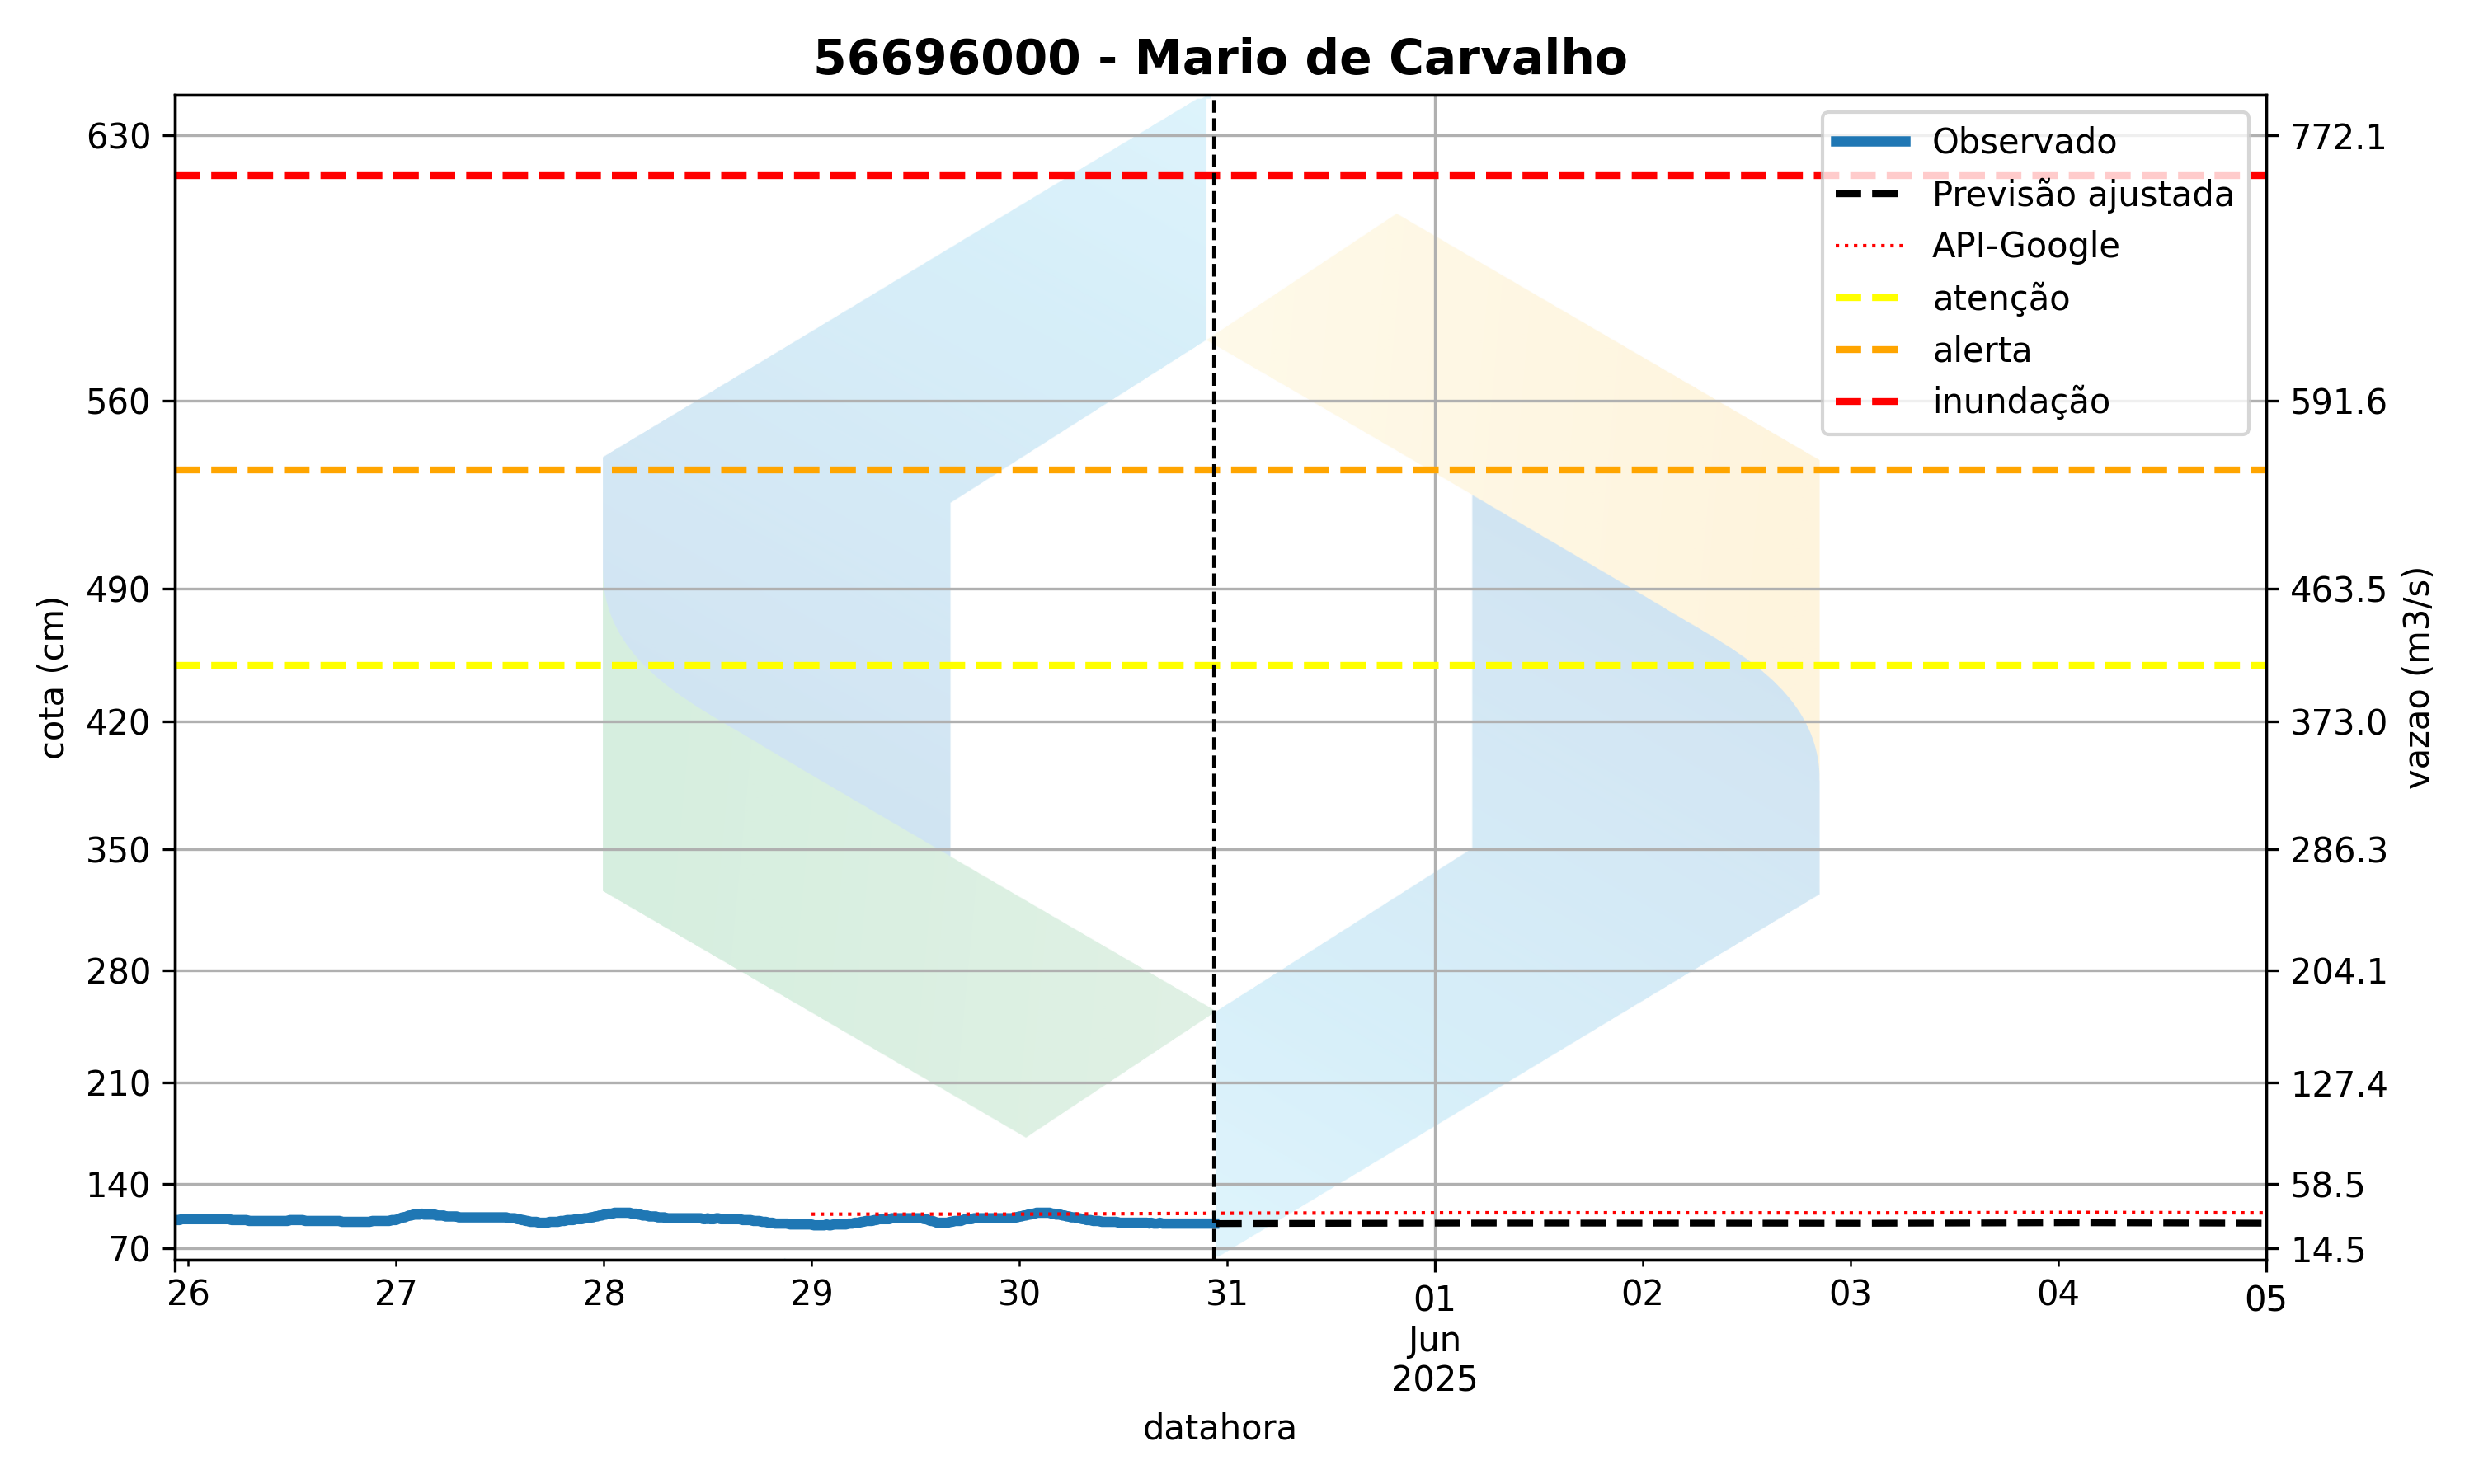 56696000 - Mario de Carvalho
630
560
490
420
350
280
210
140
70
cota (cm)
772.1
591.6
463.5
373.0
286.3
204.1
127.4
58.5
14.5
vazao (m3/s)
Observado
Previsão ajustada
API-Google
atenção
alerta
inundação
26 27 28 29 30 31 01 02 03 04 05
Jun
2025
datahora